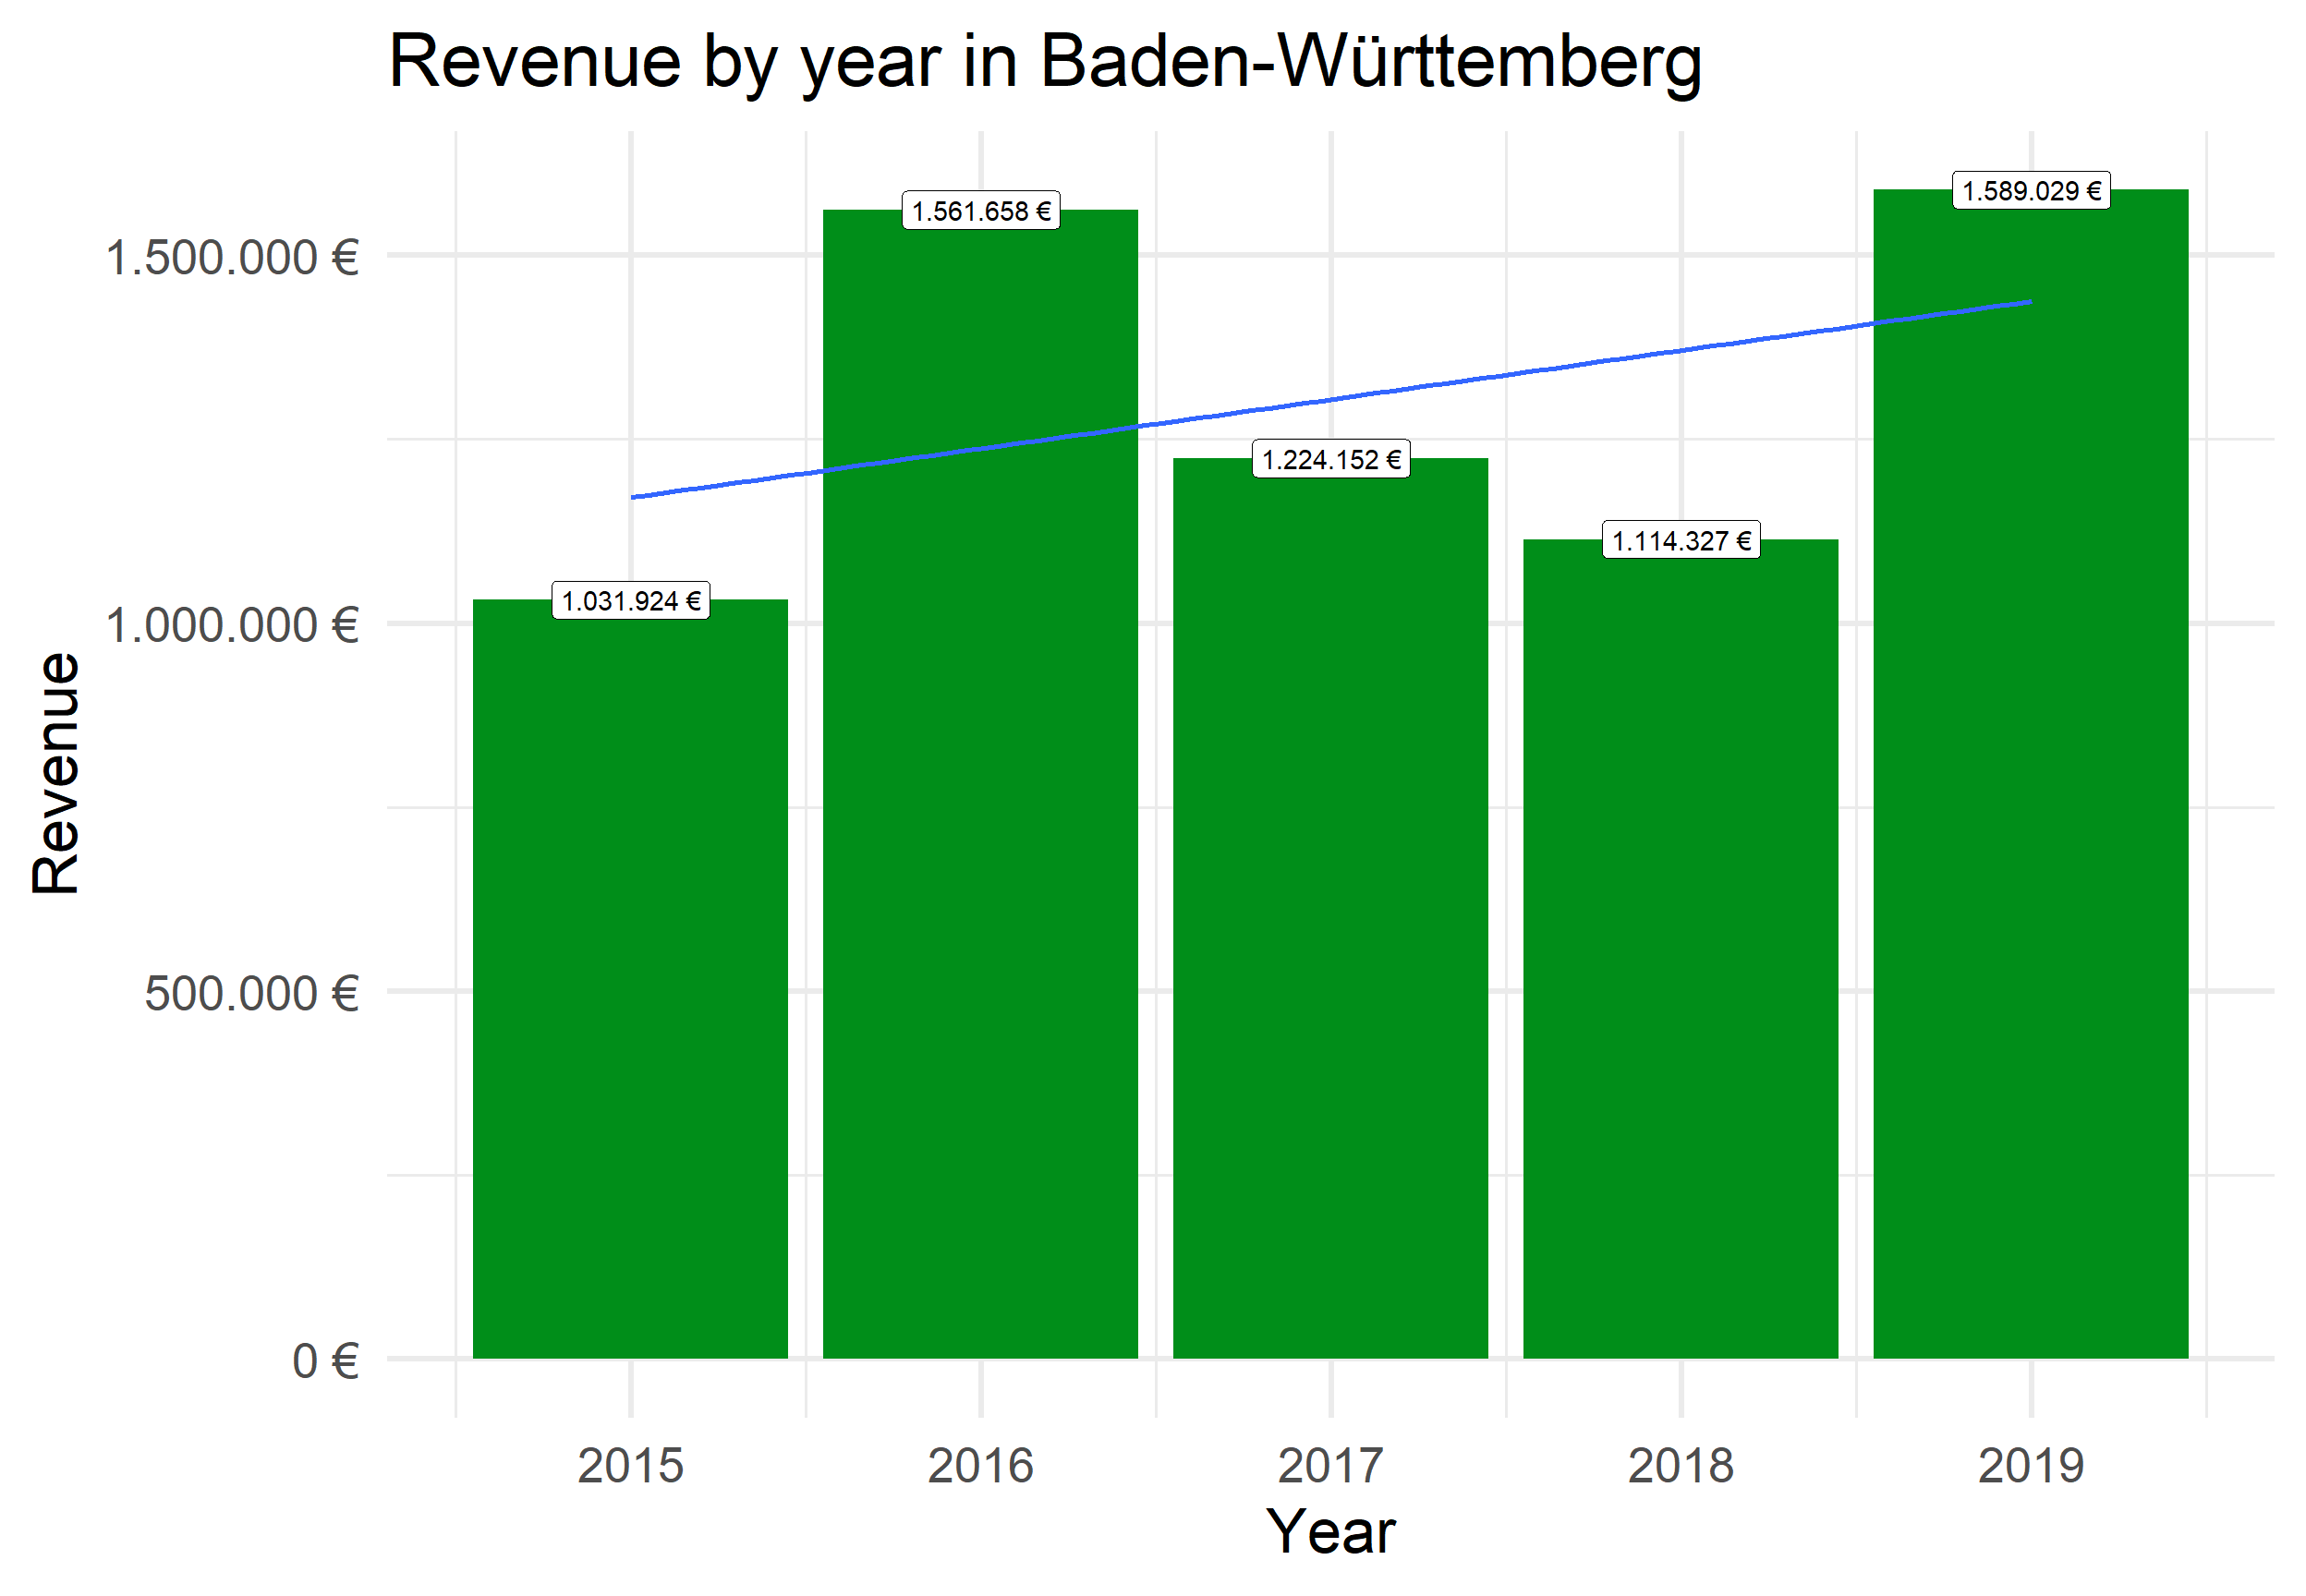 Revenue by year in Baden-Württemberg
1.589.029 €
1.561.658 €
1.500.000 €
1.224.152 €
1.114.327 €
1.031.924 €
1.000.000 €
Revenue
500.000 €
0 €
2015 2016 2017 2018 2019
Year